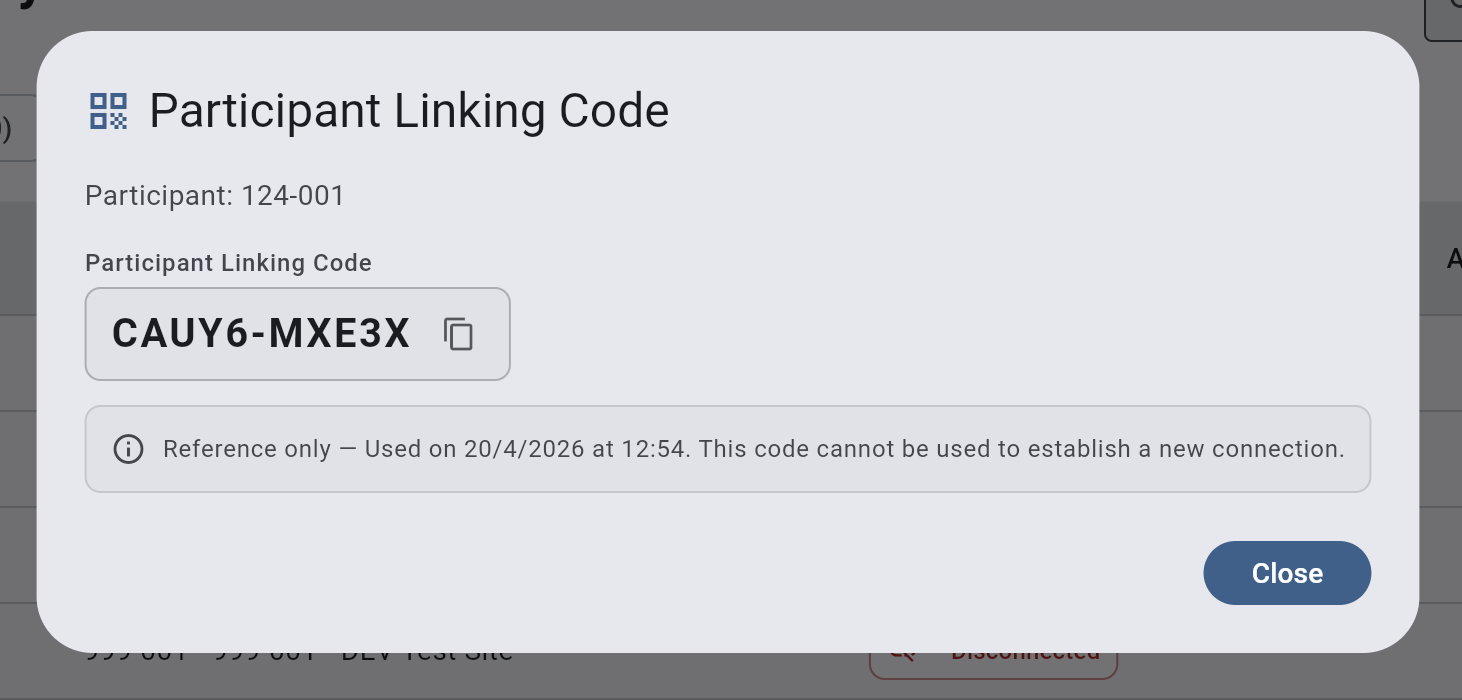 Participant Linking Code
Participant: 124-001
Participant Linking Code
CAUY6-MXE3X
Reference only — Used on 20/4/2026 at 12:54. This code cannot be used to establish a new connection.
Close
Disconnected